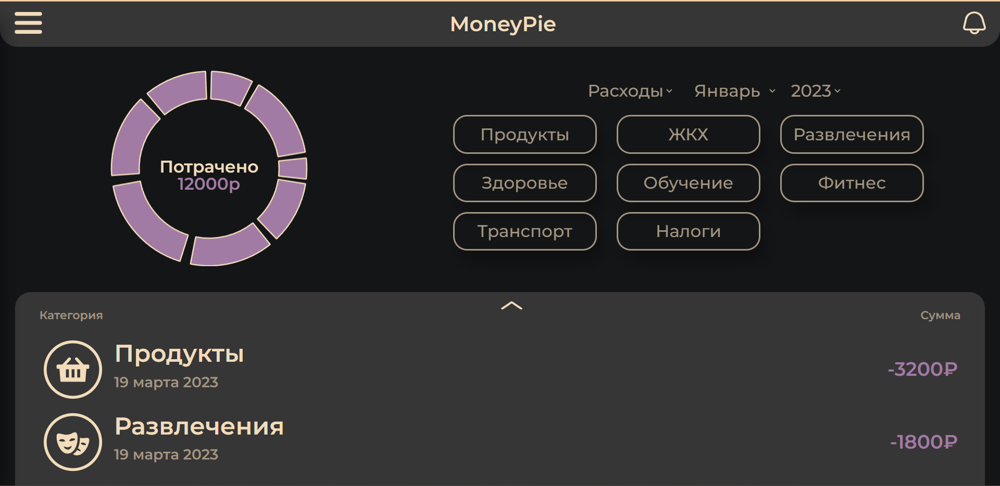 MoneyPie
Потрачено
12000р
Расходы Январь 2023
Продукты ЖКХ Развлечения
Здоровье Обучение Фитнес
Транспорт Налоги
Категория Сумма
Продукты
19 марта 2023
-3200₽
Развлечения
19 марта 2023
-1800₽